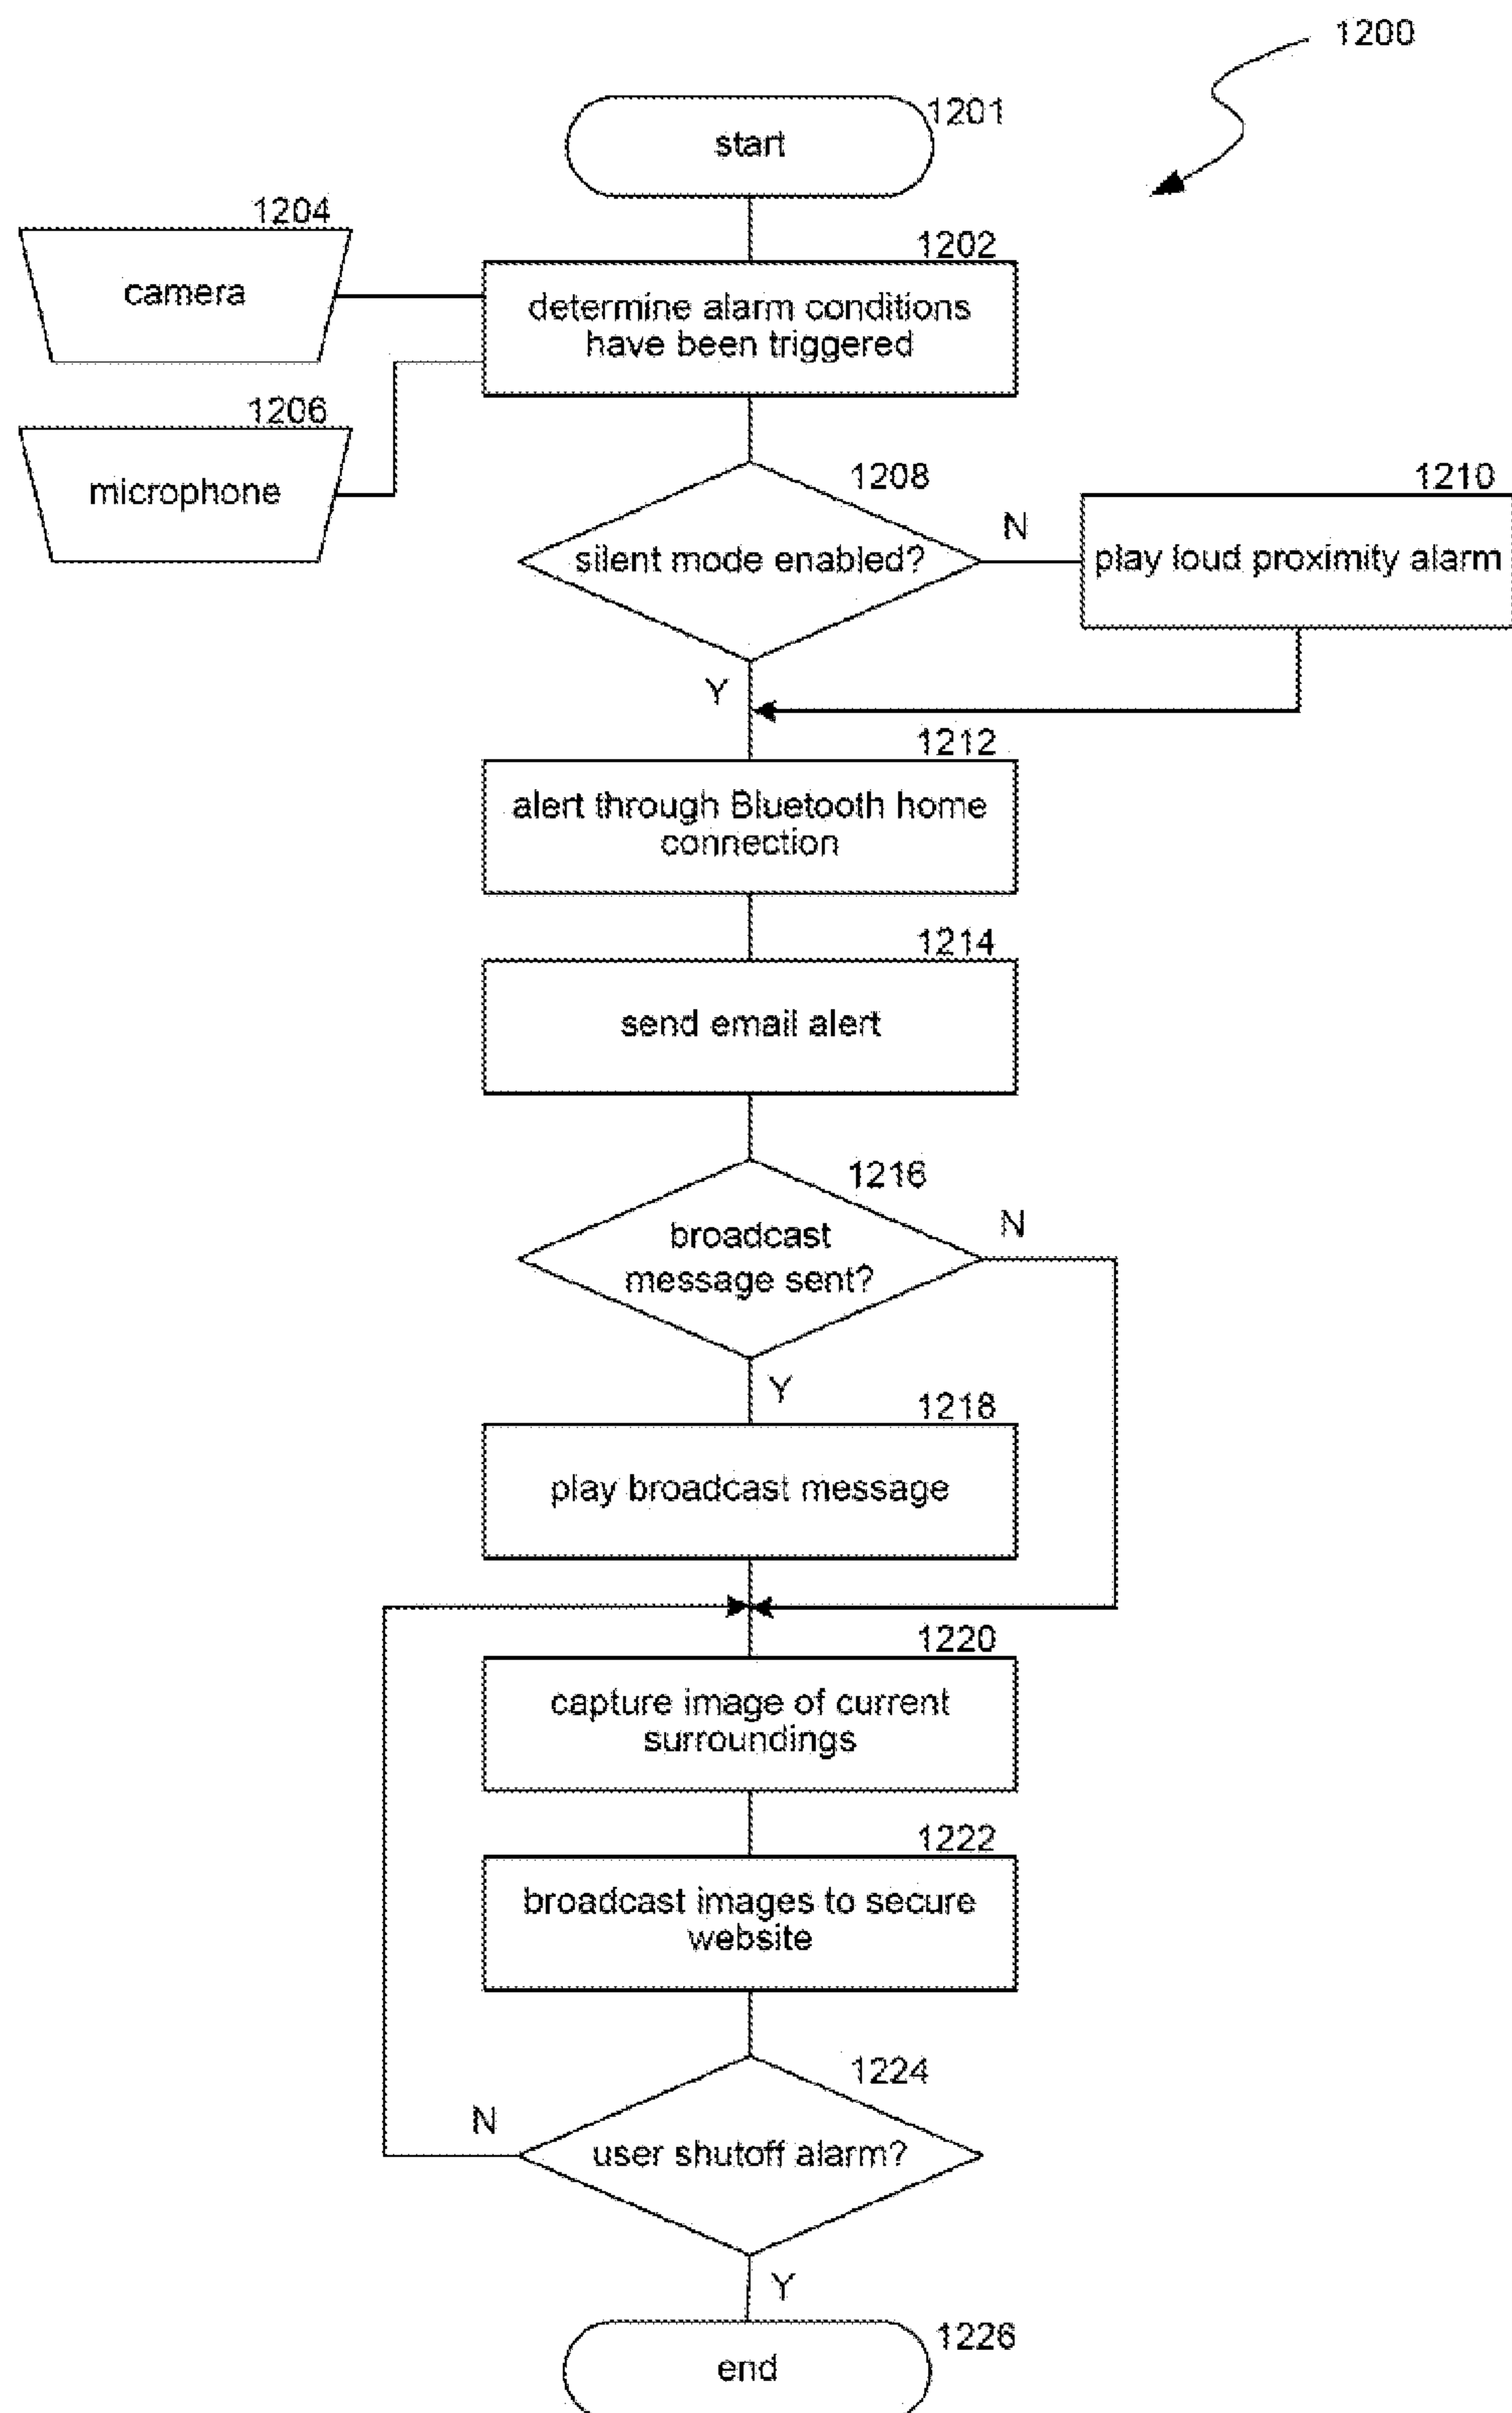 1200
1201
start
1204
camera
1202
determine alarm conditions
have been triggered
1206
microphone
1208
silent mode enabled?
N
1210
play loud proximity alarm
Y
1212
alert through Bluetooth home
connection
1214
send email alert
1216
broadcast
message sent?
N
Y
1218
play broadcast message
1220
capture image of current
surroundings
1222
broadcast images to secure
website
1224
user shutoff alarm?
N
Y
1226
end